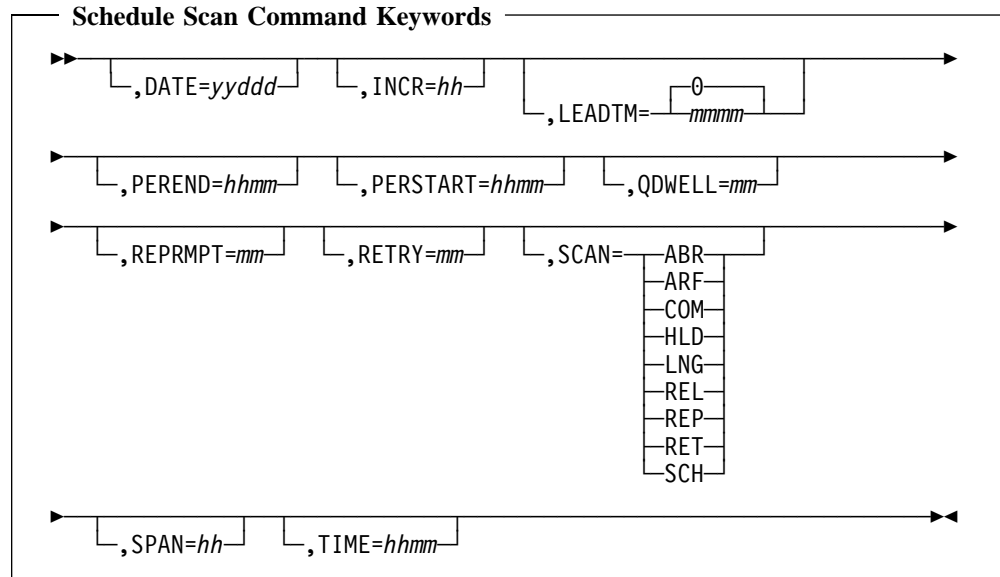 Schedule Scan Command Keywords
,DATE=yyddd ,INCR=hh 0
,LEADTM= mmmm
,PEREND=hhmm ,PERSTART=hhmm ,QDWELL=mm
,REPRMPT=mm ,RETRY=mm ,SCAN= ABR
ARF
COM
HLD
LNG
REL
REP
RET
SCH
,SPAN=hh ,TIME=hhmm